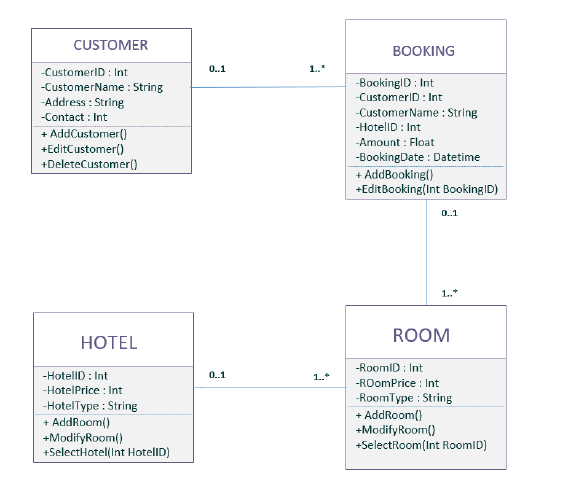 CUSTOMER
-CustomerID : Int
-CustomerName : String
-Address : String
-Contact : Int
+ AddCustomer()
+EditCustomer()
+DeleteCustomer()
0..1
1..*
BOOKING
-BookingID : Int
-CustomerID : Int
-CustomerName : String
-HotelID : Int
-Amount : Float
-BookingDate : Datetime
+ AddBooking()
+EditBooking(Int BookingID)
0..1
1..*
HOTEL
-HotelID : Int
-HotelPrice : Int
-HotelType : String
+ AddRoom()
+ModifyRoom()
+SelectHotel(Int HotelID)
0..1
1..*
ROOM
-RoomID : Int
-ROomPrice : Int
-RoomType : String
+ AddRoom()
+ModifyRoom()
+SelectRoom(Int RoomID)